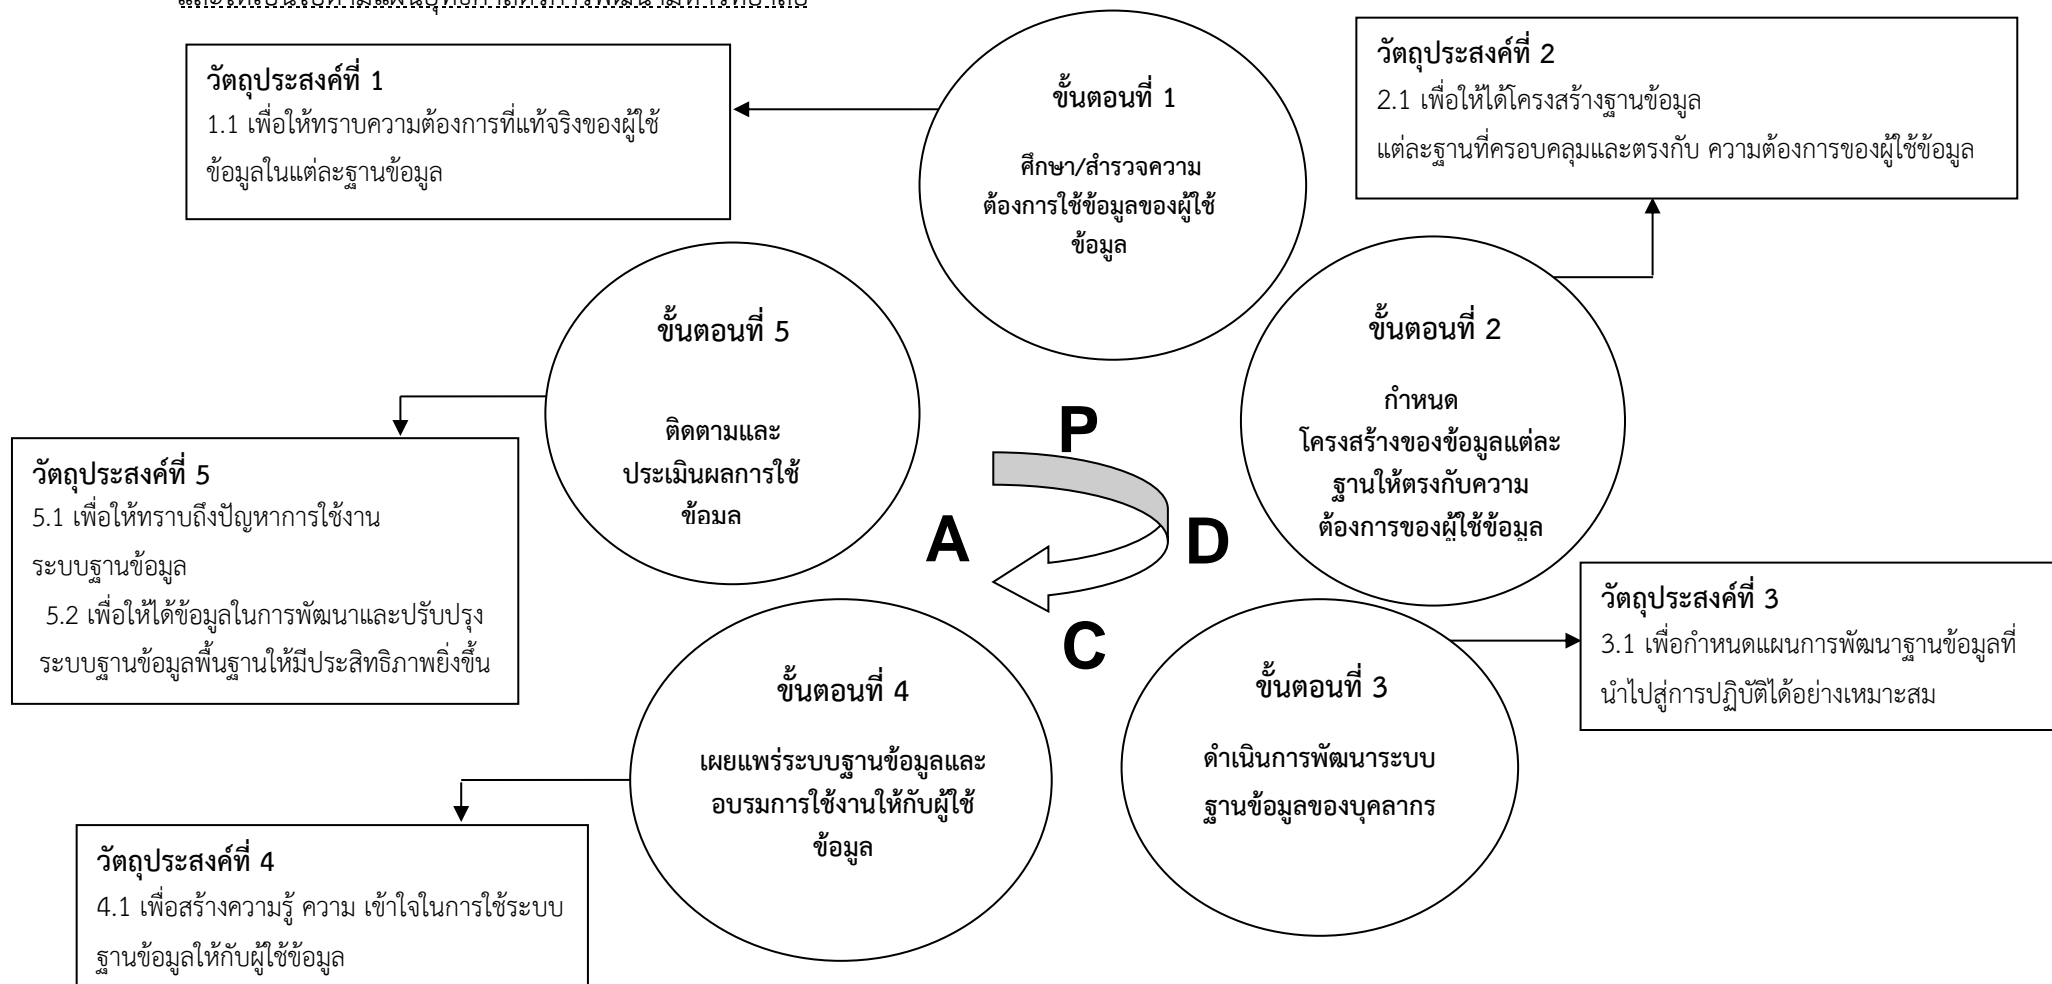 วัตถุประสงค์ที่ 1
1.1 เพื่อให้ทราบความต้องการที่แท้จริงของผู้ใช้
ข้อมูลในแต่ละฐานข้อมูล
ขั้นตอนที่ 1
ศึกษา/สำรวจความ
ต้องการใช้ข้อมูลของผู้ใช้
ข้อมูล
วัตถุประสงค์ที่ 2
2.1 เพื่อให้ได้โครงสร้างฐานข้อมูล
แต่ละฐานที่ครอบคลุมและตรงกับ ความต้องการของผู้ใช้ข้อมูล
ขั้นตอนที่ 5
ติดตามและ
ประเมินผลการใช้
ข้อมล
ขั้นตอนที่ 2
กำหนด
โครงสร้างของข้อมูลแต่ละ
ฐานให้ตรงกับความ
ต้องการของผู้ใช้ข้อมูล
P
A
D
C
วัตถุประสงค์ที่ 5
5.1 เพื่อให้ทราบถึงปัญหาการใช้งาน
ระบบฐานข้อมูล
5.2 เพื่อให้ได้ข้อมูลในการพัฒนาและปรับปรุง
ระบบฐานข้อมูลพื้นฐานให้มีประสิทธิภาพยิ่งขึ้น
วัตถุประสงค์ที่ 3
3.1 เพื่อกำหนดแผนการพัฒนาฐานข้อมูลที่
นำไปสู่การปฏิบัติได้อย่างเหมาะสม
ขั้นตอนที่ 4
เผยแพร่ระบบฐานข้อมูลและ
อบรมการใช้งานให้กับผู้ใช้
ข้อมูล
ขั้นตอนที่ 3
ดำเนินการพัฒนาระบบ
ฐานข้อมูลของบุคลากร
วัตถุประสงค์ที่ 4
4.1 เพื่อสร้างความรู้ ความ เข้าใจในการใช้ระบบ
ฐานข้อมูลให้กับผู้ใช้ข้อมูล